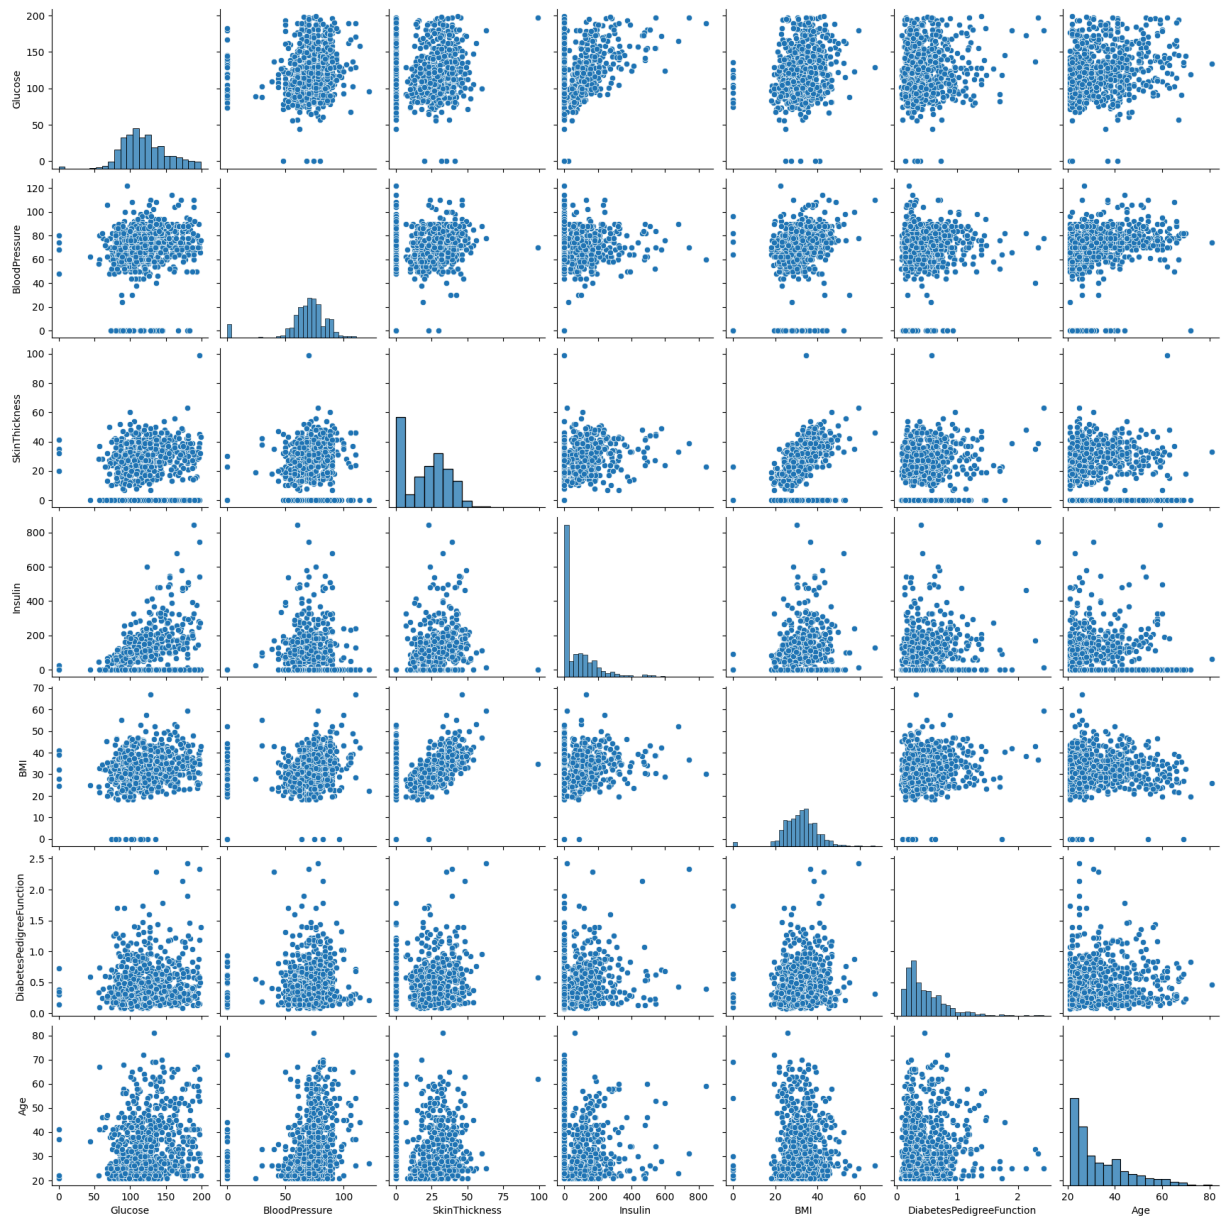 200
150
100
50
0
Glucose
120
100
80
60
40
20
0
BloodPressure
100
80
60
40
20
0
SkinThickness
800
600
400
200
0
Insulin
70
60
50
40
30
20
10
0
BMI
2.5
2.0
1.5
1.0
0.5
0.0
DiabetesPedigreeFunction
80
70
60
50
40
30
20
Age
0 50 100 150 200
Glucose
0 50 100
BloodPressure
0 25 50 75 100
SkinThickness
0 200 400 600 800
Insulin
0 20 40 60
BMI
0 1 2
DiabetesPedigreeFunction
20 40 60 80
Age